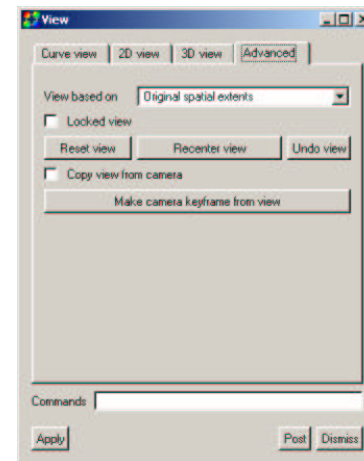 View
Curve view 2D view 3D view Advanced
View based on Original spatial extents
Locked view
Reset view Recenter view Undo view
Copy view from camera
Make camera keyframe from view
Commands
Apply Post Dismiss